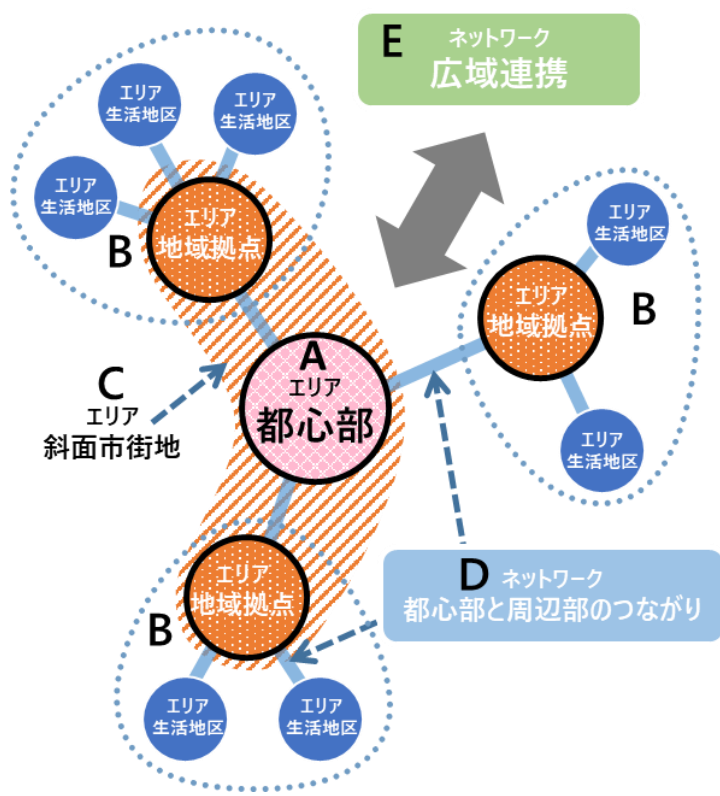 E ネットワーク
広域連携
エリア
生活地区
エリア
生活地区
エリア
生活地区
エリア
地域拠点
B
エリア
生活地区
エリア
地域拠点
B
エリア
生活地区
A
エリア
都心部
C
エリア
斜面市街地
D ネットワーク
都心部と周辺部のつながり
エリア
地域拠点
B
エリア
生活地区
エリア
生活地区